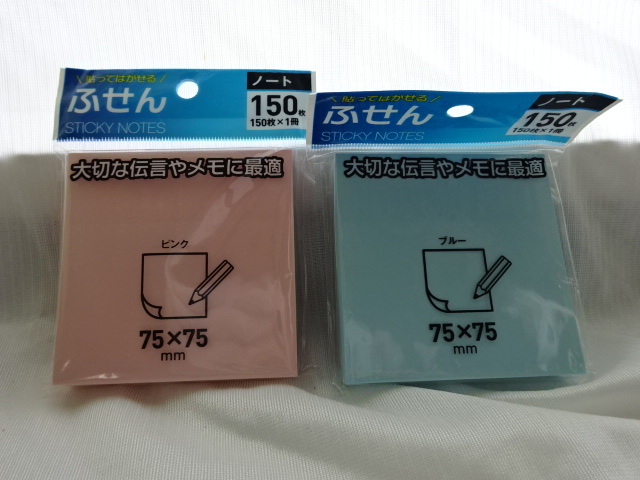 貼ってはがせる
ふせん
STICKY NOTES
ノート
150枚
150枚×1冊
大切な伝言やメモに最適
ピンク
75×75
mm
貼ってはがせる
ふせん
STICKY NOTES
ノート
150枚
150枚×1冊
大切な伝言やメモに最適
ブルー
75×75
mm